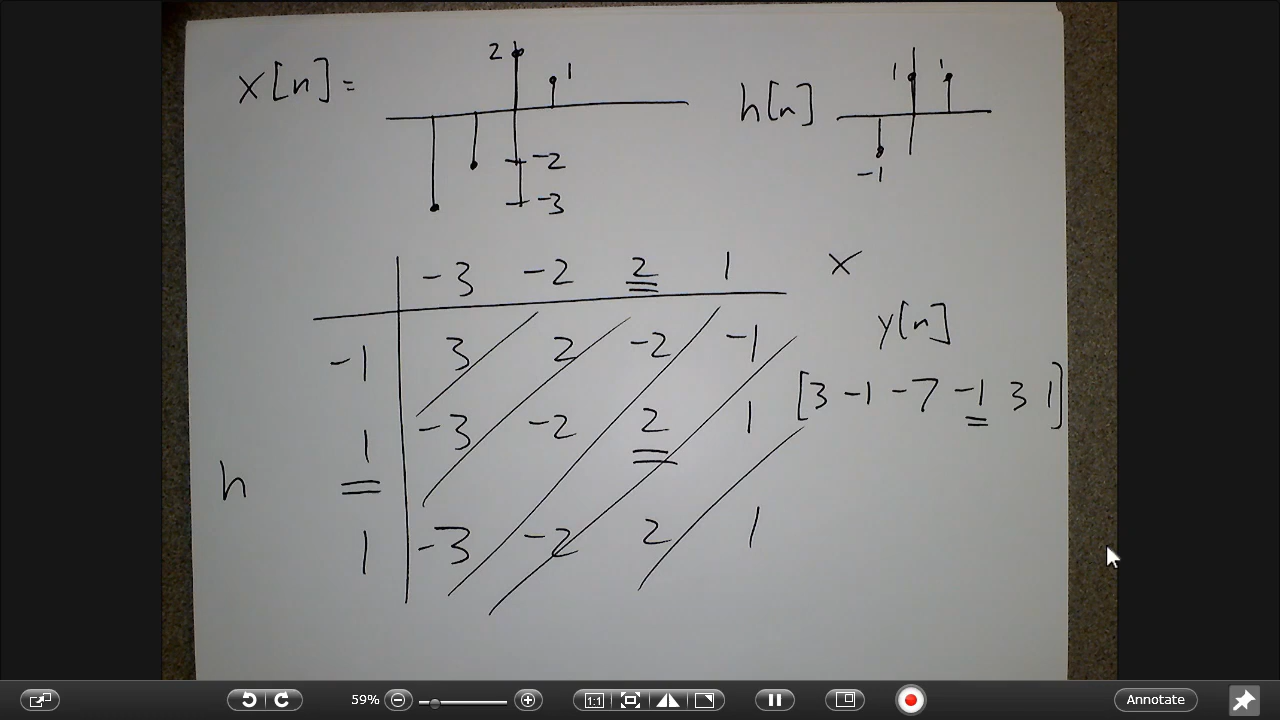 x[n] =
2
1
-2
-3
h[n]
1
1
-1
-3 -2 2 1 x
-1 3 2 -2 -1
1 -3 -2 2 1
1 -3 -2 2 1
h
y[n]
[3 -1 -7 -1 3 1]
59%
1:1
Annotate